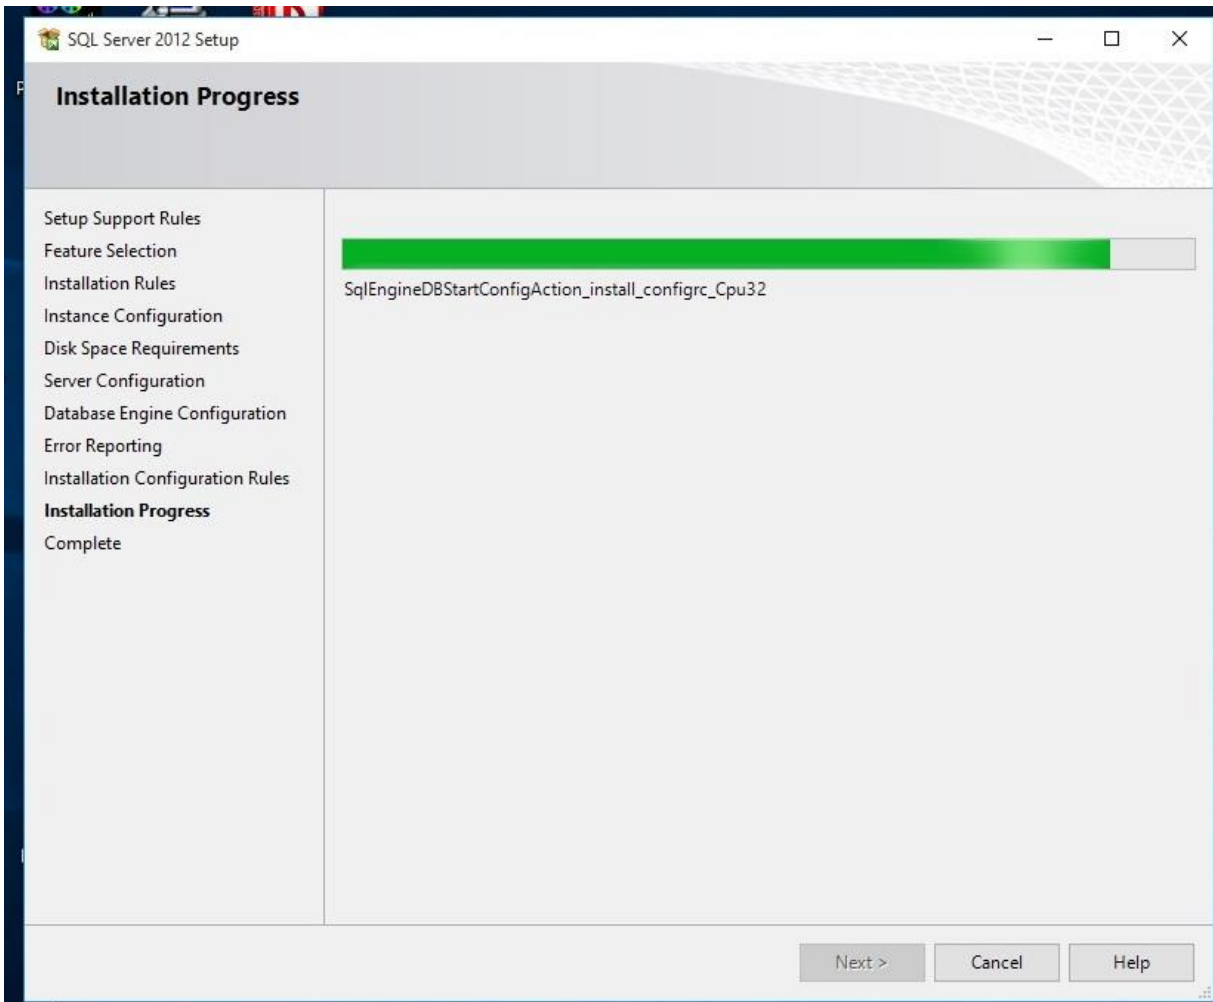 SQL Server 2012 Setup
Installation Progress
Setup Support Rules
Feature Selection
Installation Rules
Instance Configuration
Disk Space Requirements
Server Configuration
Database Engine Configuration
Error Reporting
Installation Configuration Rules
Installation Progress
Complete
SqlEngineDBStartConfigAction_install_configrc_Cpu32
Next >
Cancel
Help